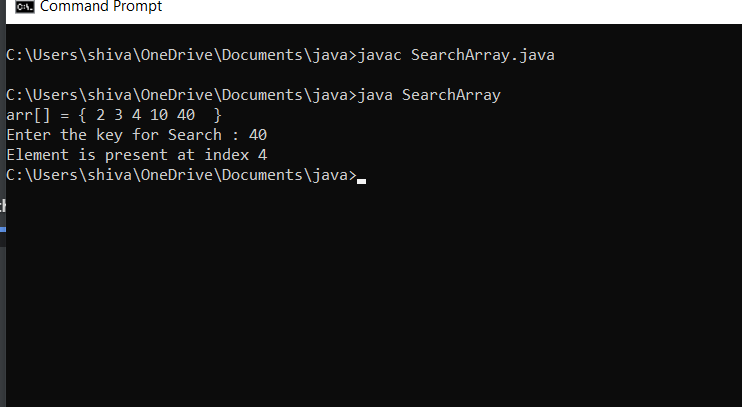 Command Prompt
C:\Users\shiva\OneDrive\Documents\java>javac SearchArray.java
C:\Users\shiva\OneDrive\Documents\java>java SearchArray
arr[] = { 2 3 4 10 40  }
Enter the key for Search : 40
Element is present at index 4
C:\Users\shiva\OneDrive\Documents\java>